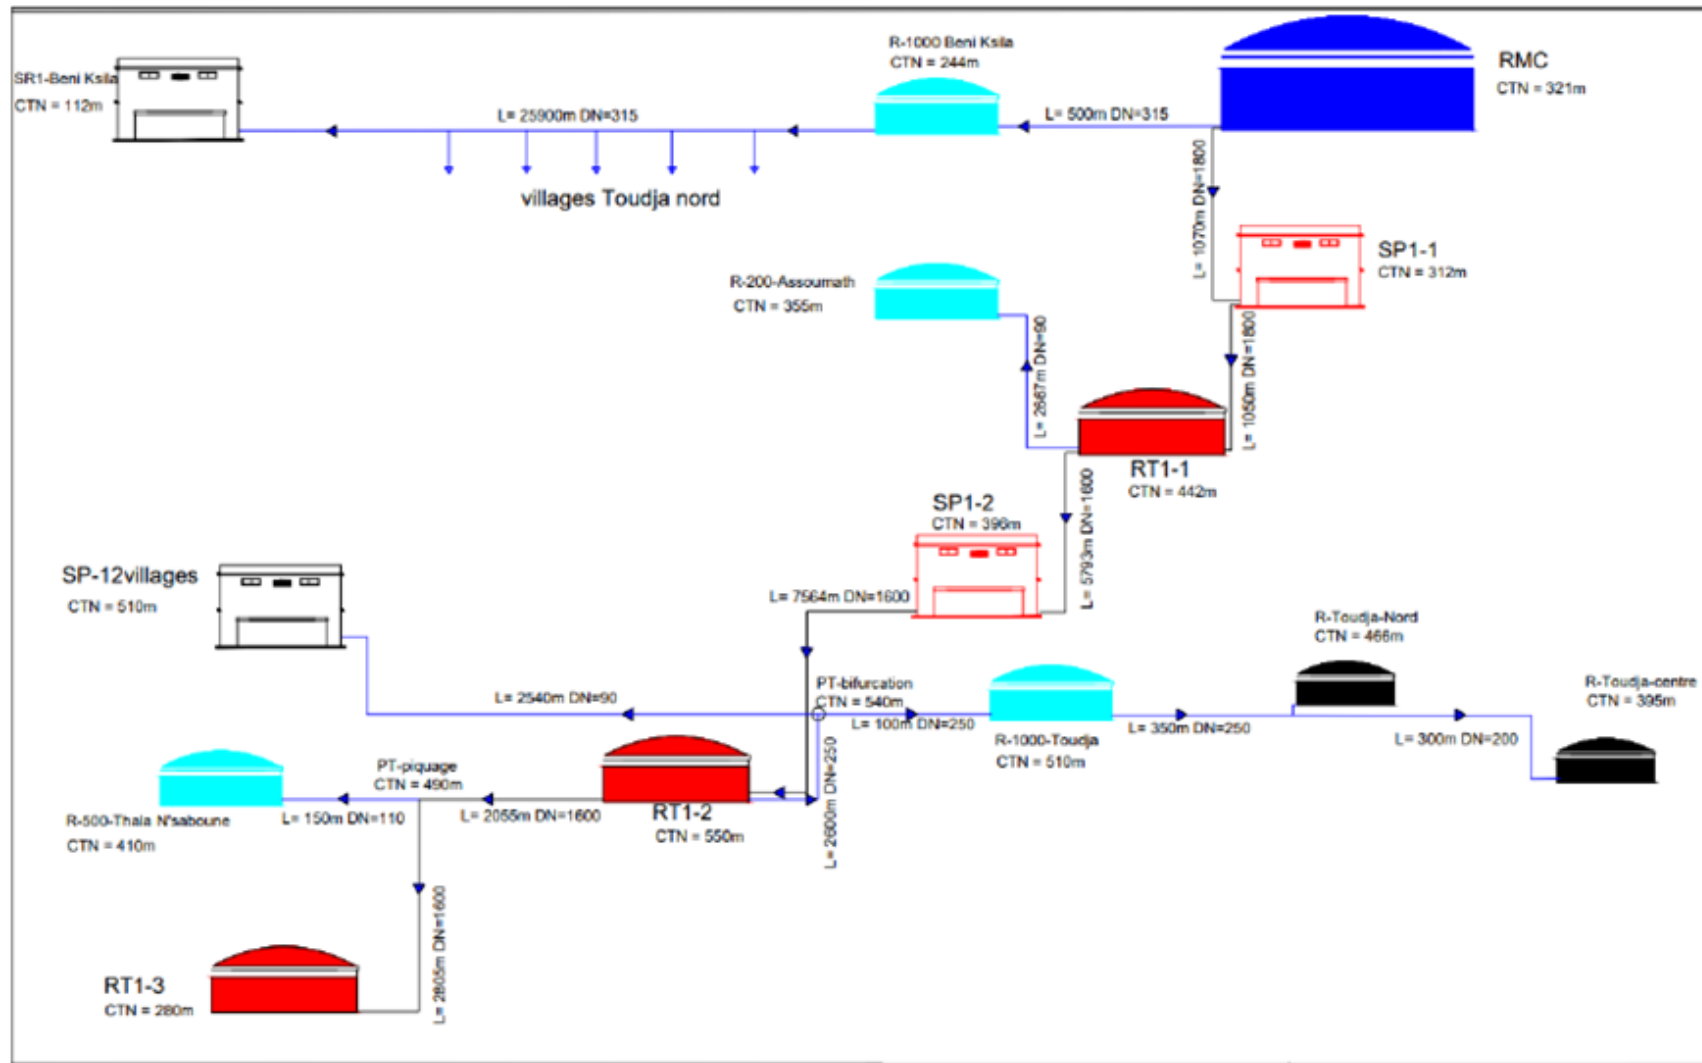 R-1000 Beni Ksila
CTN = 244m
RMC
CTN = 321m
SR1-Beni Ksila
CTN = 112m
L= 25900m DN=315
L= 500m DN=315
villages Toudja nord
L= 1070m DN=1800
SP1-1
CTN = 312m
R-200-Assoumath
CTN = 355m
L= 2667m DN=90
L= 1050m DN=1800
RT1-1
CTN = 442m
SP1-2
CTN = 396m
L= 5793m DN=1600
SP-12villages
CTN = 510m
L= 7564m DN=1600
R-Toudja-Nord
CTN = 466m
PT-bifurcation
CTN = 540m
R-Toudja-centre
CTN = 395m
L= 2540m DN=90
L= 100m DN=250
R-1000-Toudja
CTN = 510m
L= 350m DN=250
L= 300m DN=200
PT-piquage
CTN = 490m
L= 2600m DN=250
R-500-Thala N'saboune
CTN = 410m
L= 150m DN=110
L= 2055m DN=1600
RT1-2
CTN = 550m
L= 2805m DN=1600
RT1-3
CTN = 280m